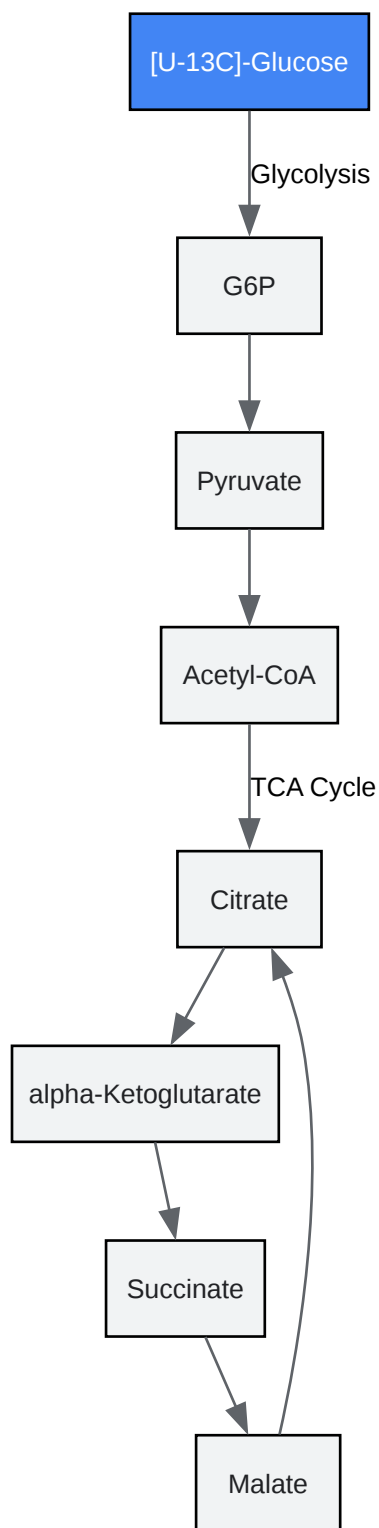 [U-13C]-Glucose
Glycolysis
G6P
Pyruvate
Acetyl-CoA
TCA Cycle
Citrate
alpha-Ketoglutarate
Succinate
Malate